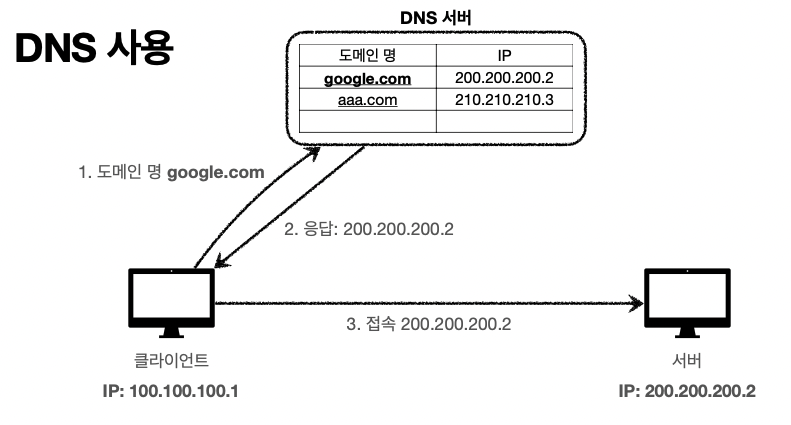 DNS 사용
DNS 서버
도메인 명 IP
google.com 200.200.200.2
aaa.com 210.210.210.3
1. 도메인 명 google.com
2. 응답: 200.200.200.2
3. 접속 200.200.200.2
클라이언트
IP: 100.100.100.1
서버
IP: 200.200.200.2